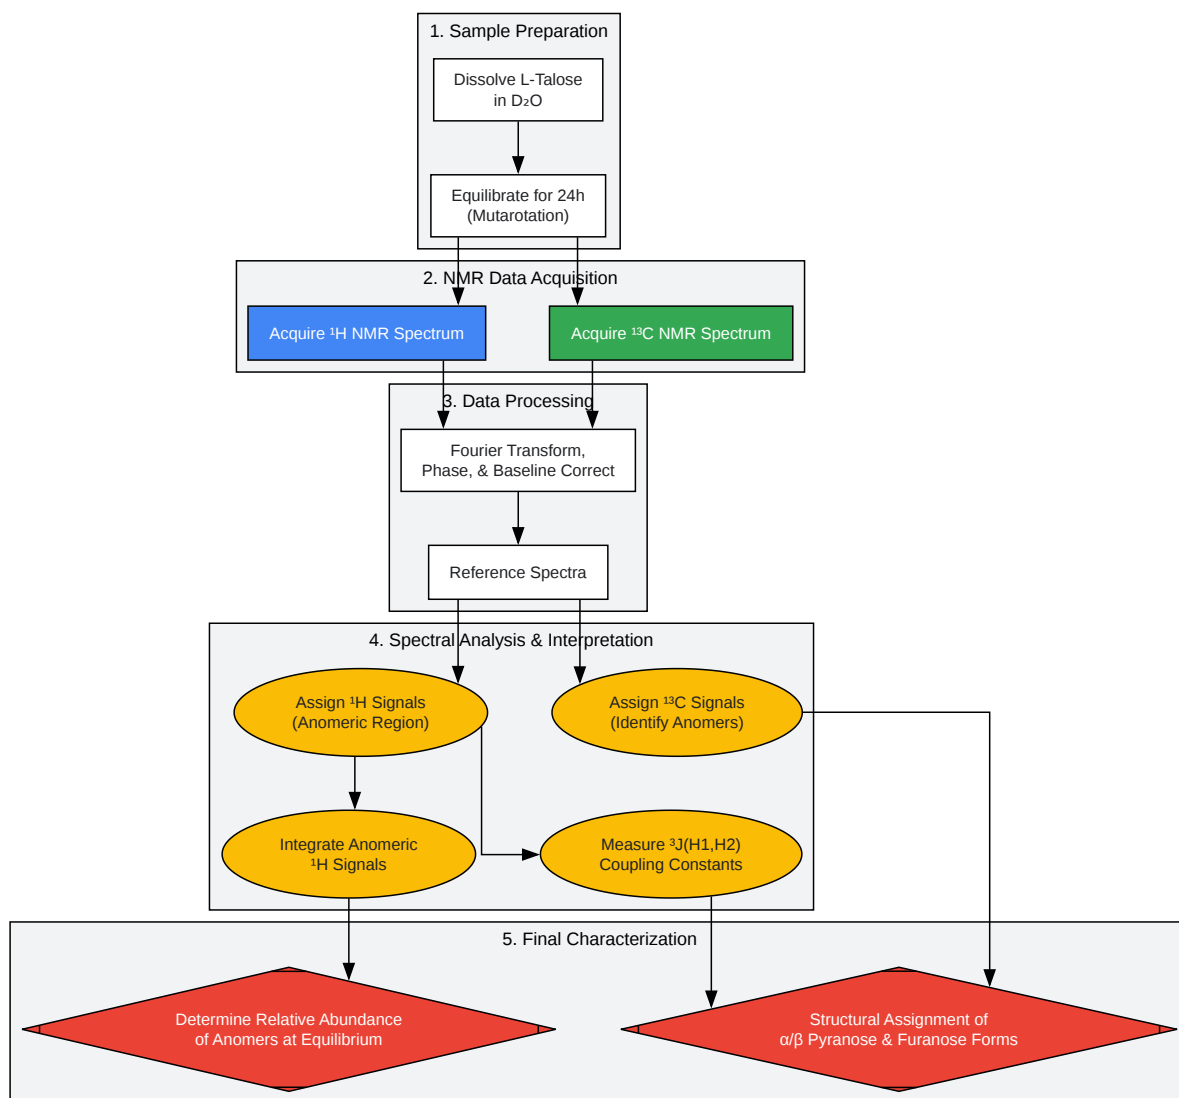 1. Sample Preparation
Dissolve L-Talose
in D₂O
Equilibrate for 24h
(Mutarotation)
2. NMR Data Acquisition
Acquire ¹H NMR Spectrum
Acquire ¹³C NMR Spectrum
3. Data Processing
Fourier Transform,
Phase, & Baseline Correct
Reference Spectra
4. Spectral Analysis & Interpretation
Assign ¹H Signals
(Anomeric Region)
Assign ¹³C Signals
(Identify Anomers)
Integrate Anomeric
¹H Signals
Measure ³J(H1,H2)
Coupling Constants
5. Final Characterization
Determine Relative Abundance
of Anomers at Equilibrium
Structural Assignment of
α/β Pyranose & Furanose Forms